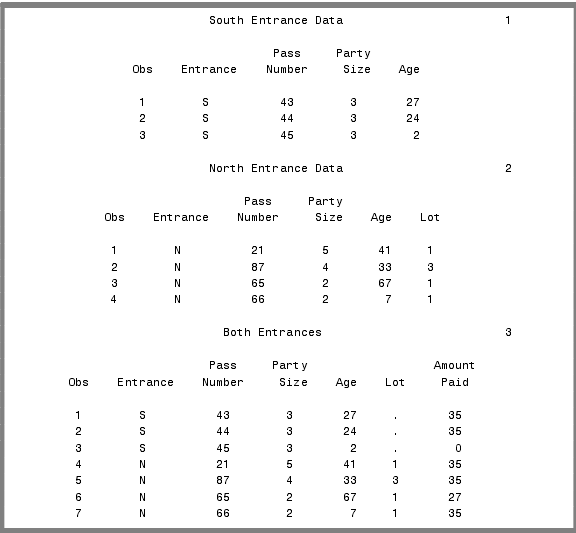 South Entrance Data 1
Pass Party
Obs Entrance Number Size Age
1 S 43 3 27
2 S 44 3 24
3 S 45 3 2
North Entrance Data 2
Pass Party
Obs Entrance Number Size Age Lot
1 N 21 5 41 1
2 N 87 4 33 3
3 N 65 2 67 1
4 N 66 2 7 1
Both Entrances 3
Pass Party Amount
Obs Entrance Number Size Age Lot Paid
1 S 43 3 27 . 35
2 S 44 3 24 . 35
3 S 45 3 2 . 0
4 N 21 5 41 1 35
5 N 87 4 33 3 35
6 N 65 2 67 1 27
7 N 66 2 7 1 35